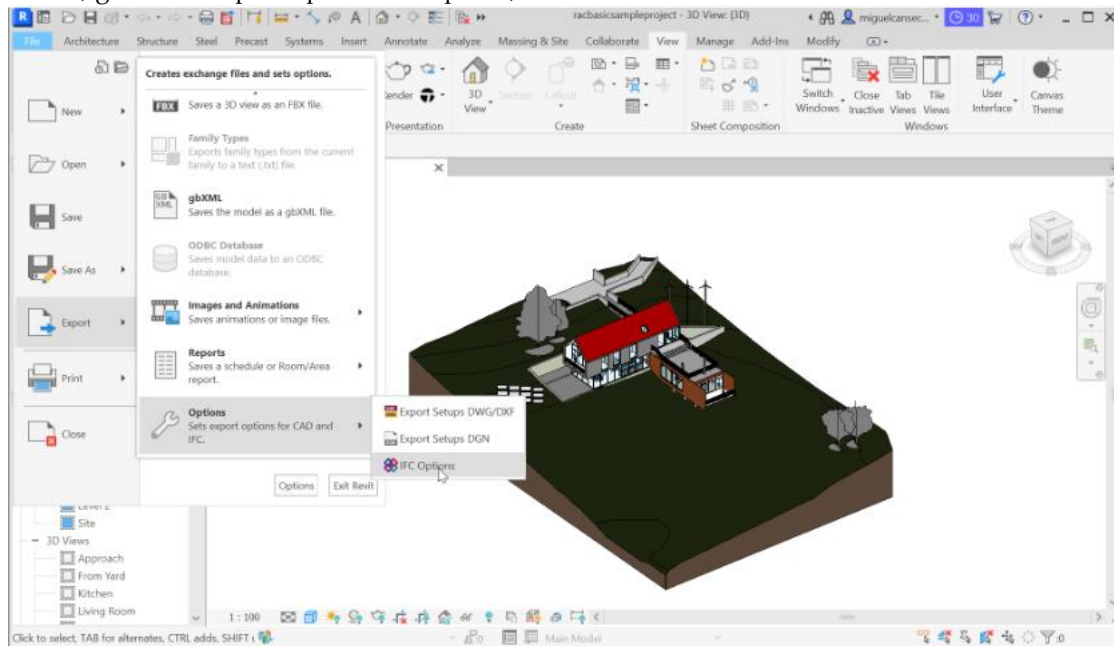 racbasicsampleproject - 3D View: {3D}
miguelcansec...
30
File Architecture Structure Steel Precast Systems Insert Annotate Analyze Massing & Site Collaborate View Manage Add-Ins Modify
Creates exchange files and sets options.
FBX Saves a 3D view as an FBX file.
Family Types
Exports family types from the current
family to a text (.txt) file.
gbXML
Saves the model as a gbXML file.
ODBC Database
Saves model data to an ODBC
database.
Images and Animations
Saves animations or image files.
Reports
Saves a schedule or Room/Area
report.
Options
Sets export options for CAD and
IFC.
New
Open
Save
Save As
Export
Print
Close
Options Exit Revit
Export Setups DWG/DXF
Export Setups DGN
IFC Options
3D
View
Section
Callout
Presentation
Create
Sheet Composition
Switch
Windows
Close
Inactive
Tab
Views
Tile
Views
User
Interface
Canvas
Theme
Windows
Site
3D Views
Approach
From Yard
Kitchen
Living Room
1 : 100
Click to select, TAB for alternates, CTRL adds, SHIFT
Main Model
:0